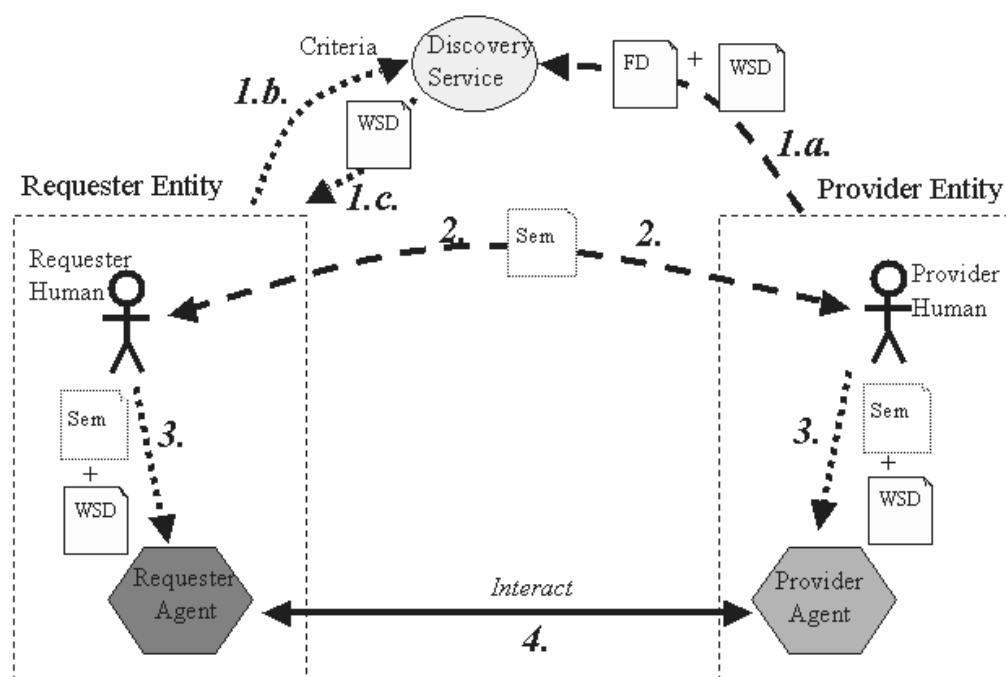 Criteria
Discovery
Service
FD
+
WSD
1.b.
WSD
1.a.
1.c.
Requester Entity
Provider Entity
2.
Sem
2.
Requester
Human
Provider
Human
Sem
3.
+
WSD
3.
Sem
+
WSD
Requester
Agent
Interact
4.
Provider
Agent